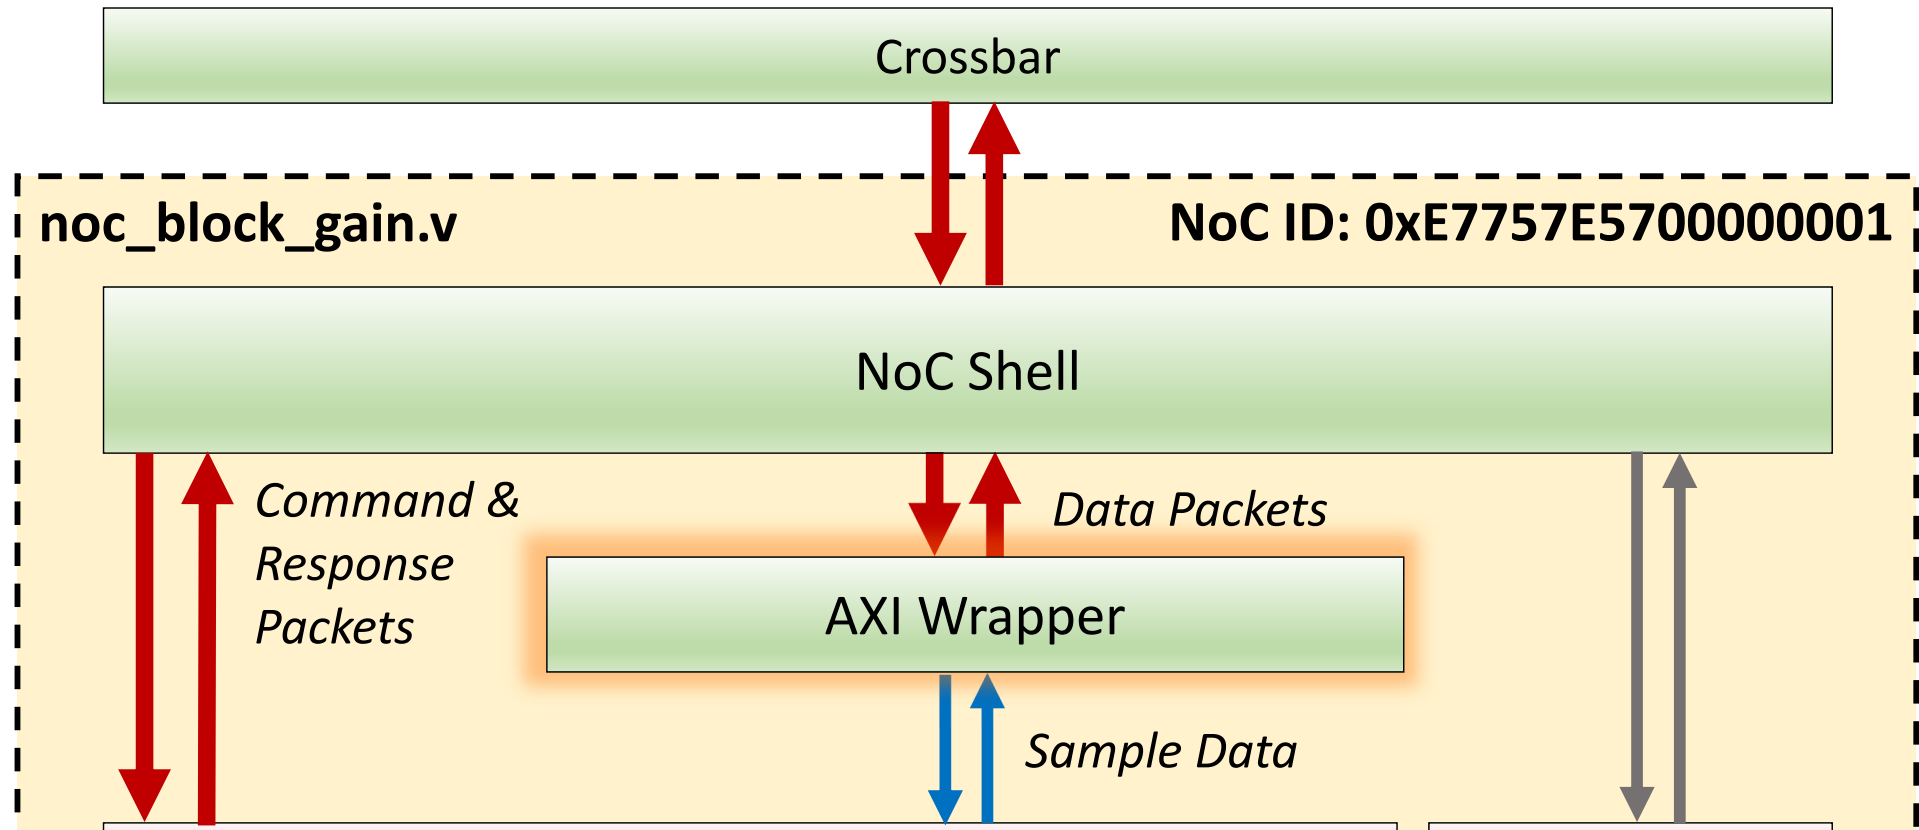 Crossbar
noc_block_gain.v
NoC ID: 0xE7757E5700000001
NoC Shell
Command &
Response
Packets
Data Packets
AXI Wrapper
Sample Data